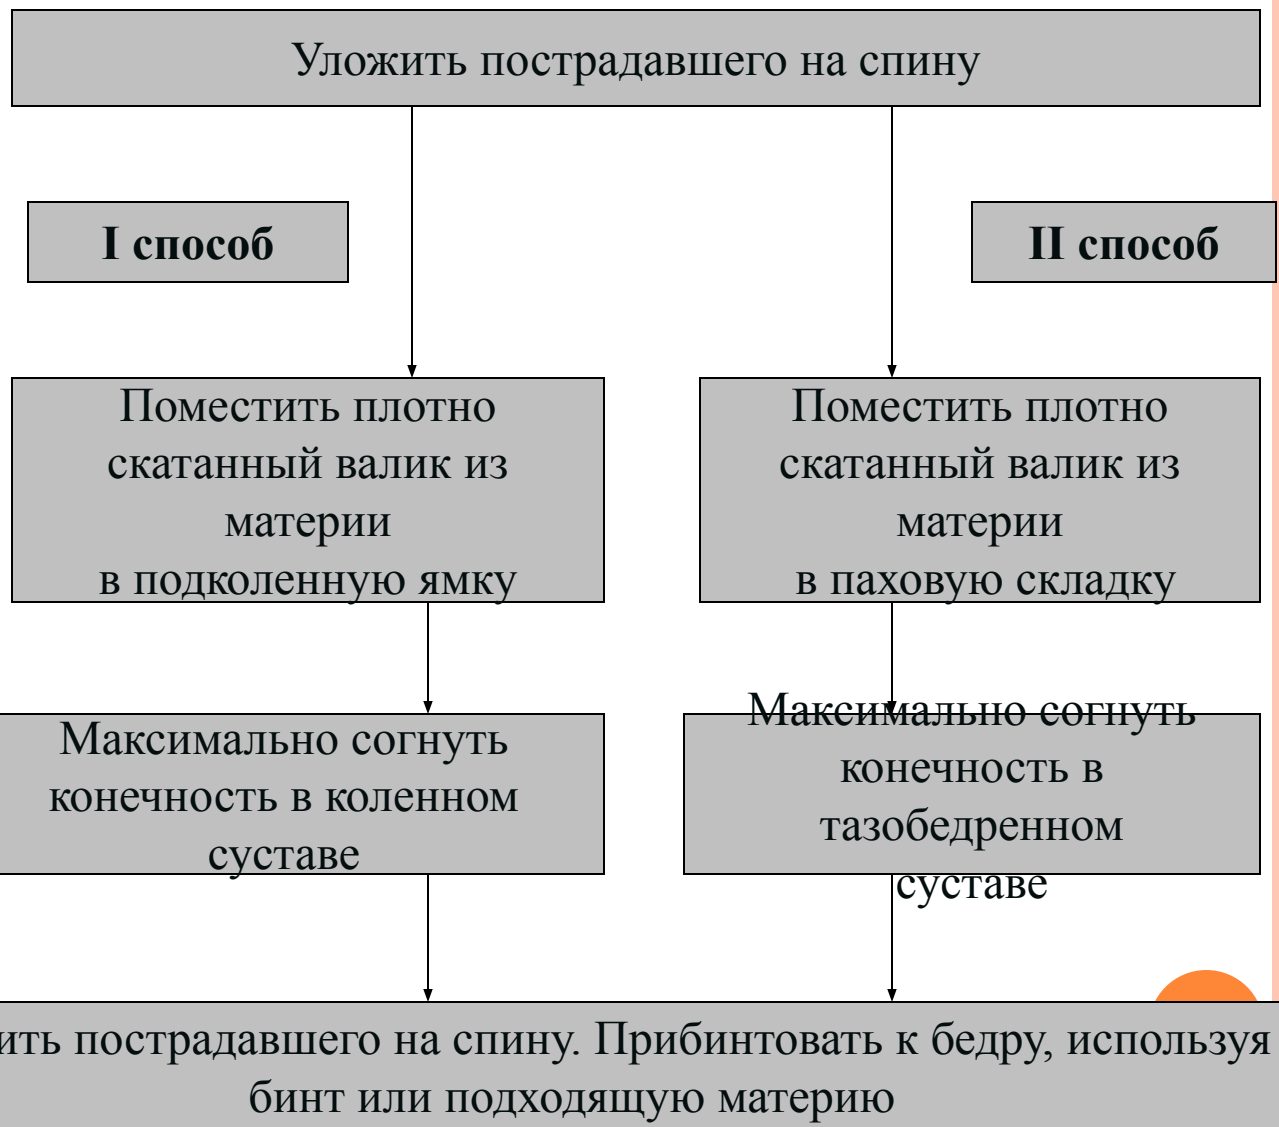 Уложить пострадавшего на спину
I способ
II способ
Поместить плотно
скатанный валик из
материи
в подколенную ямку
Поместить плотно
скатанный валик из
материи
в паховую складку
Максимально согнуть
конечность в коленном
суставе
Максимально согнуть
конечность в
тазобедренном
суставе
пострадавшего на спину. Прибинтовать к бедру, используя
бинт или подходящую материю